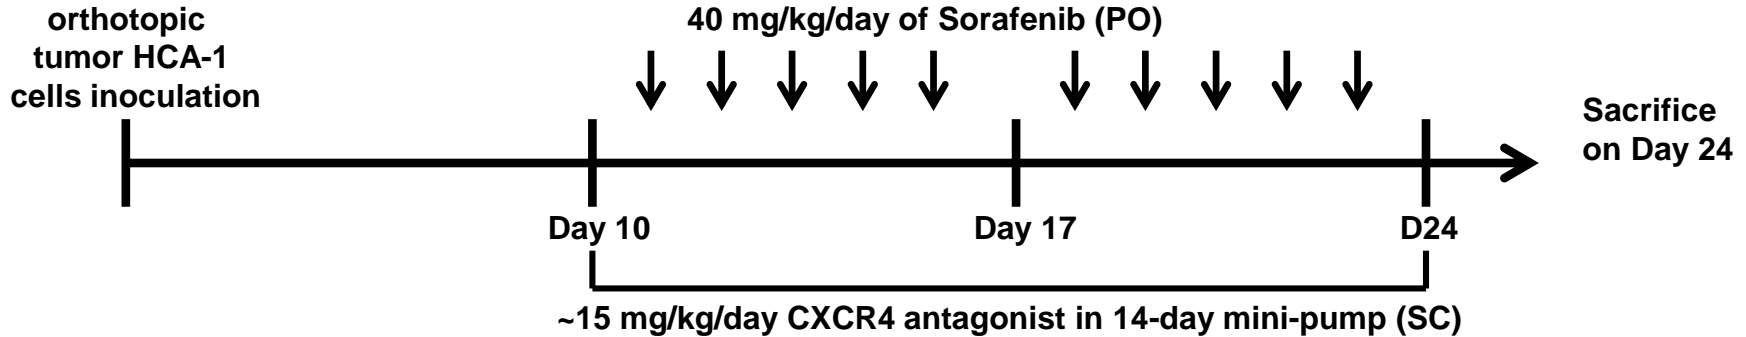 orthotopic
tumor HCA-1
cells inoculation
40 mg/kg/day of Sorafenib (PO)
Sacrifice
on Day 24
Day 10
Day 17
D24
~15 mg/kg/day CXCR4 antagonist in 14-day mini-pump (SC)